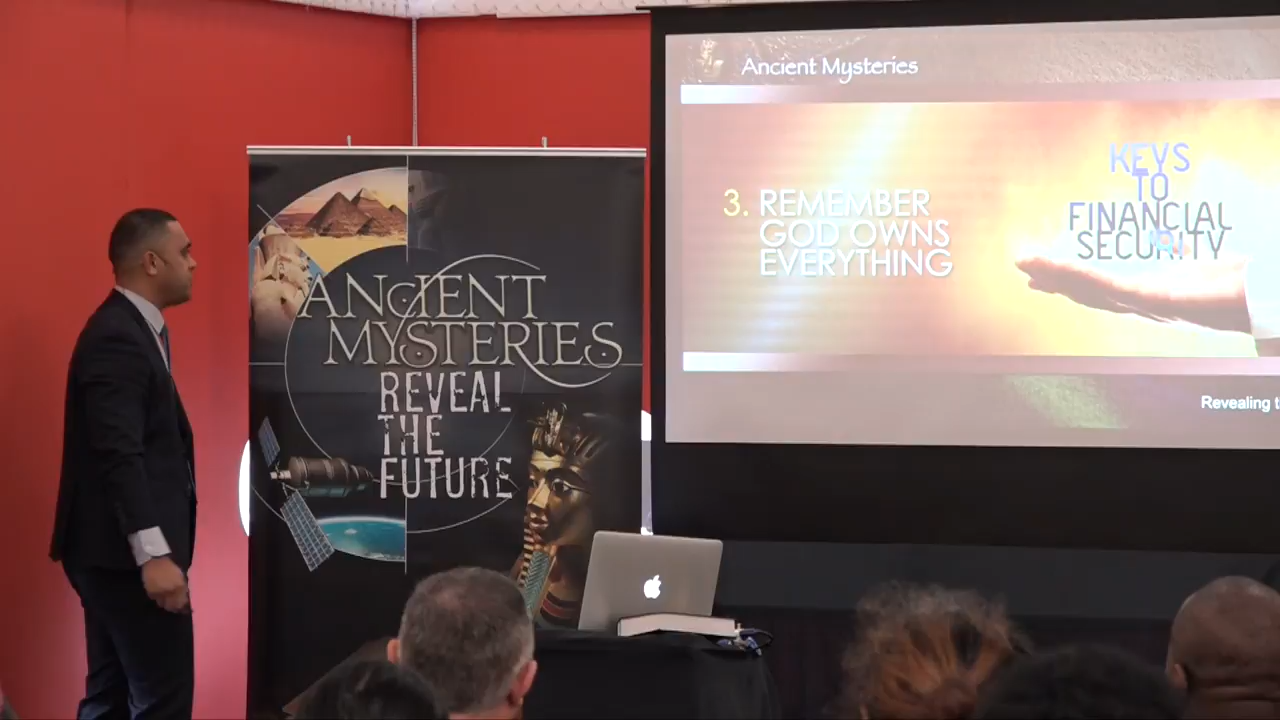 ANCIENT
MYSTERIES
REVEAL
THE
FUTURE
Ancient Mysteries
3. REMEMBER
GOD OWNS
EVERYTHING
KEYS
TO
FINANCIAL
SECURITY
Revealing